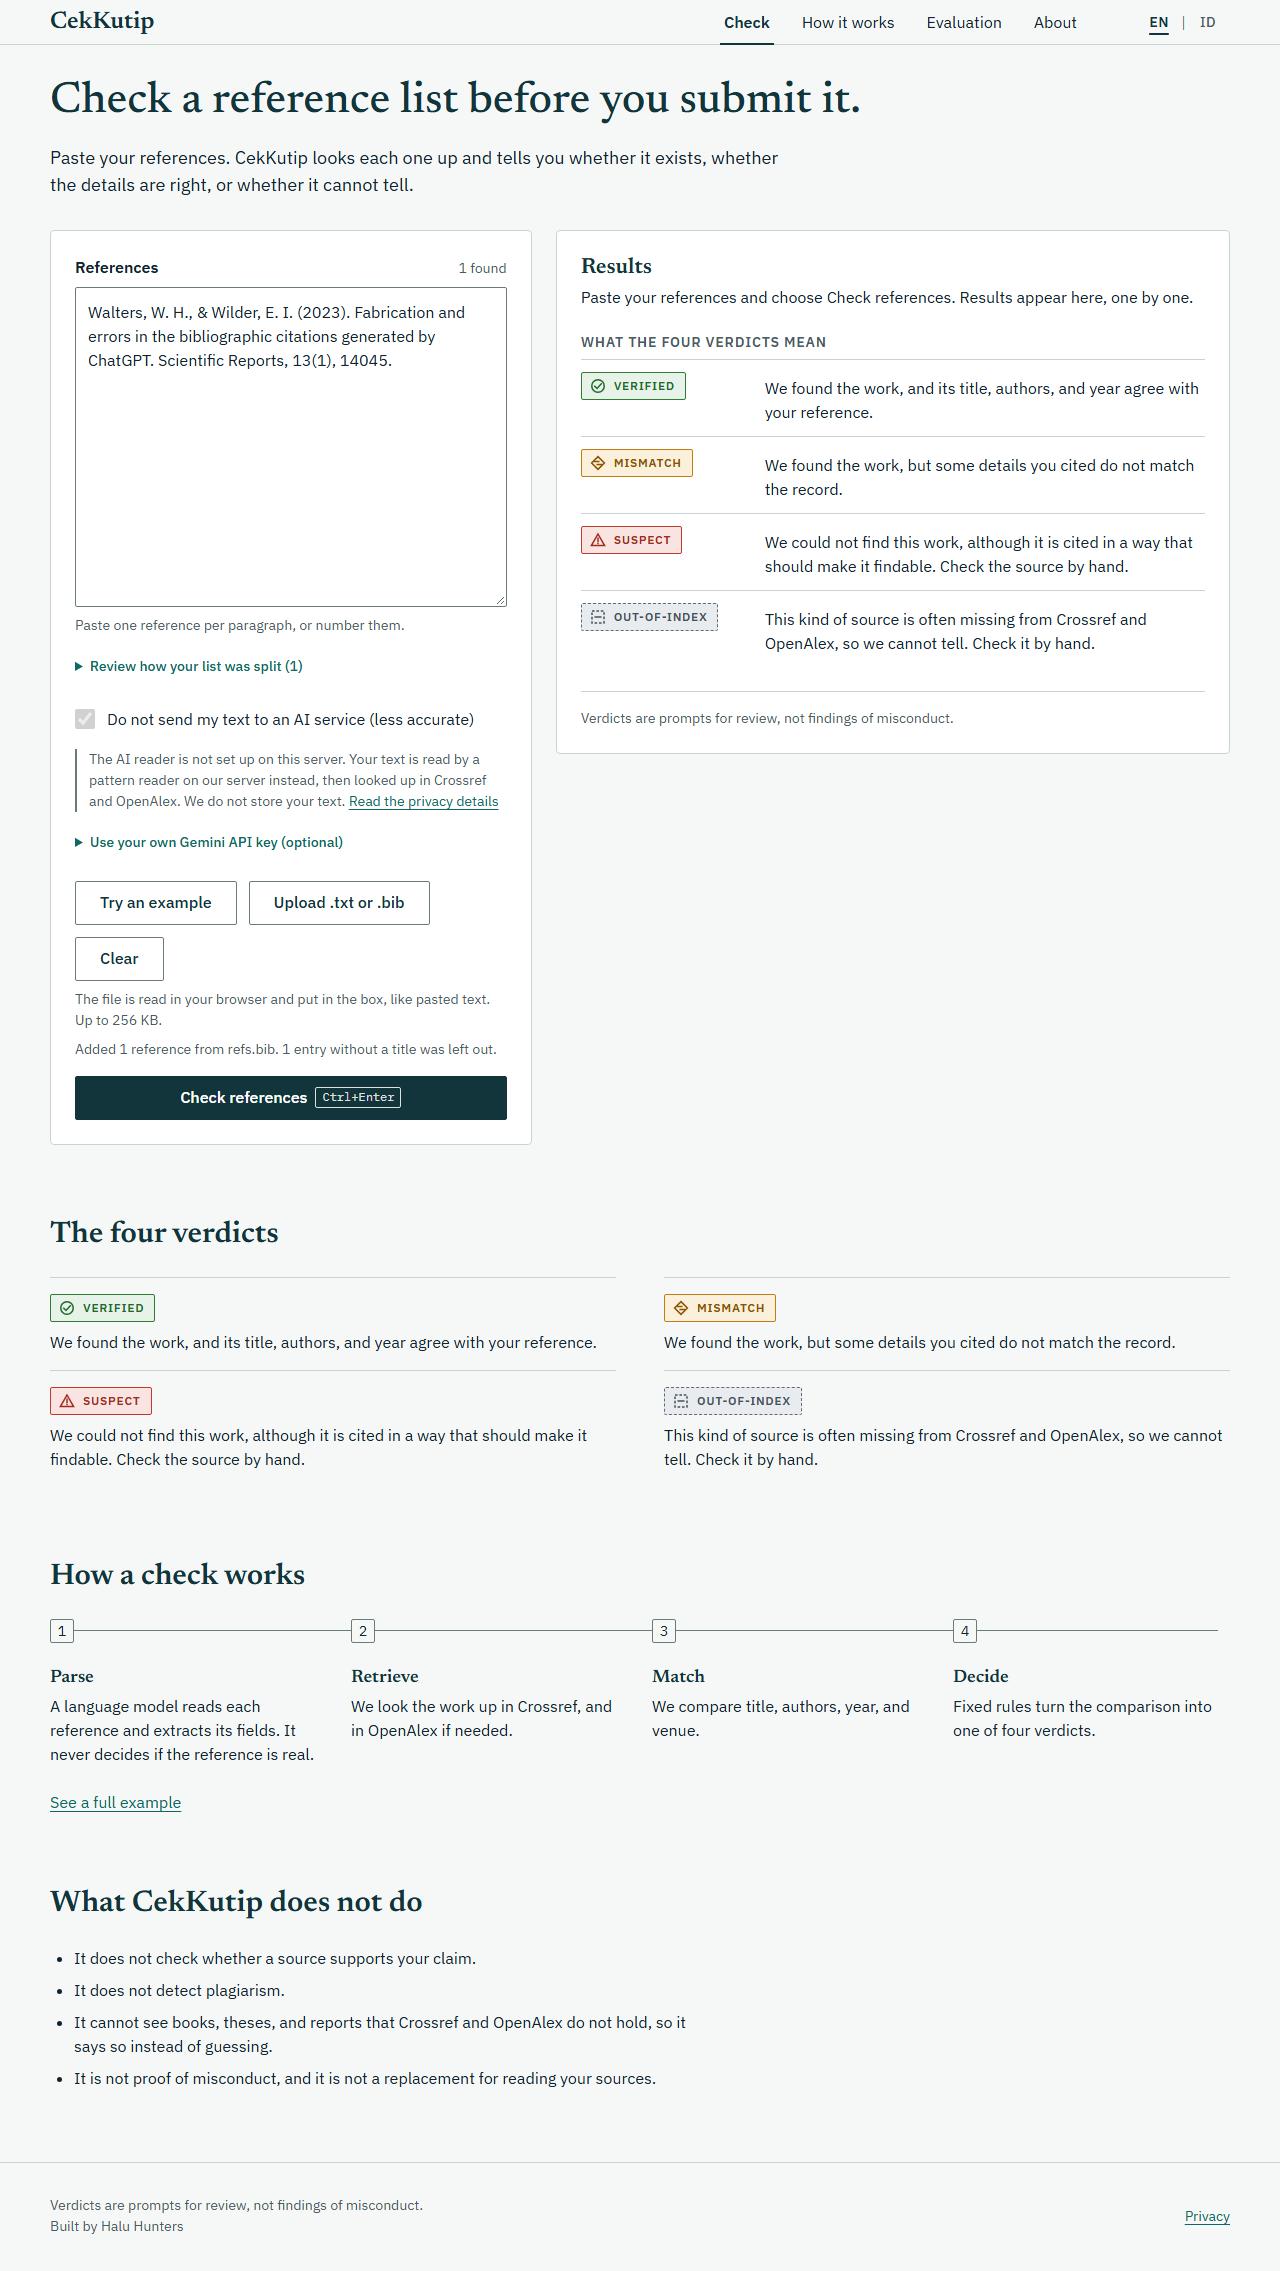 CekKutip
Check How it works Evaluation About EN | ID
Check a reference list before you submit it.
Paste your references. CekKutip looks each one up and tells you whether it exists, whether
the details are right, or whether it cannot tell.
References 1 found
Walters, W. H., & Wilder, E. I. (2023). Fabrication and
errors in the bibliographic citations generated by
ChatGPT. Scientific Reports, 13(1), 14045.
Paste one reference per paragraph, or number them.
Review how your list was split (1)
Do not send my text to an AI service (less accurate)
The AI reader is not set up on this server. Your text is read by a
pattern reader on our server instead, then looked up in Crossref
and OpenAlex. We do not store your text. Read the privacy details
Use your own Gemini API key (optional)
Try an example Upload .txt or .bib
Clear
The file is read in your browser and put in the box, like pasted text.
Up to 256 KB.
Added 1 reference from refs.bib. 1 entry without a title was left out.
Check references Ctrl+Enter
Results
Paste your references and choose Check references. Results appear here, one by one.
WHAT THE FOUR VERDICTS MEAN
VERIFIED
We found the work, and its title, authors, and year agree with
your reference.
MISMATCH
We found the work, but some details you cited do not match
the record.
SUSPECT
We could not find this work, although it is cited in a way that
should make it findable. Check the source by hand.
OUT-OF-INDEX
This kind of source is often missing from Crossref and
OpenAlex, so we cannot tell. Check it by hand.
Verdicts are prompts for review, not findings of misconduct.
The four verdicts
VERIFIED
We found the work, and its title, authors, and year agree with your reference.
MISMATCH
We found the work, but some details you cited do not match the record.
SUSPECT
We could not find this work, although it is cited in a way that should make it
findable. Check the source by hand.
OUT-OF-INDEX
This kind of source is often missing from Crossref and OpenAlex, so we cannot
tell. Check it by hand.
How a check works
1
Parse
A language model reads each
reference and extracts its fields. It
never decides if the reference is real.
2
Retrieve
We look the work up in Crossref, and
in OpenAlex if needed.
3
Match
We compare title, authors, year, and
venue.
4
Decide
Fixed rules turn the comparison into
one of four verdicts.
See a full example
What CekKutip does not do
• It does not check whether a source supports your claim.
• It does not detect plagiarism.
• It cannot see books, theses, and reports that Crossref and OpenAlex do not hold, so it
says so instead of guessing.
• It is not proof of misconduct, and it is not a replacement for reading your sources.
Verdicts are prompts for review, not findings of misconduct.
Built by Halu Hunters
Privacy